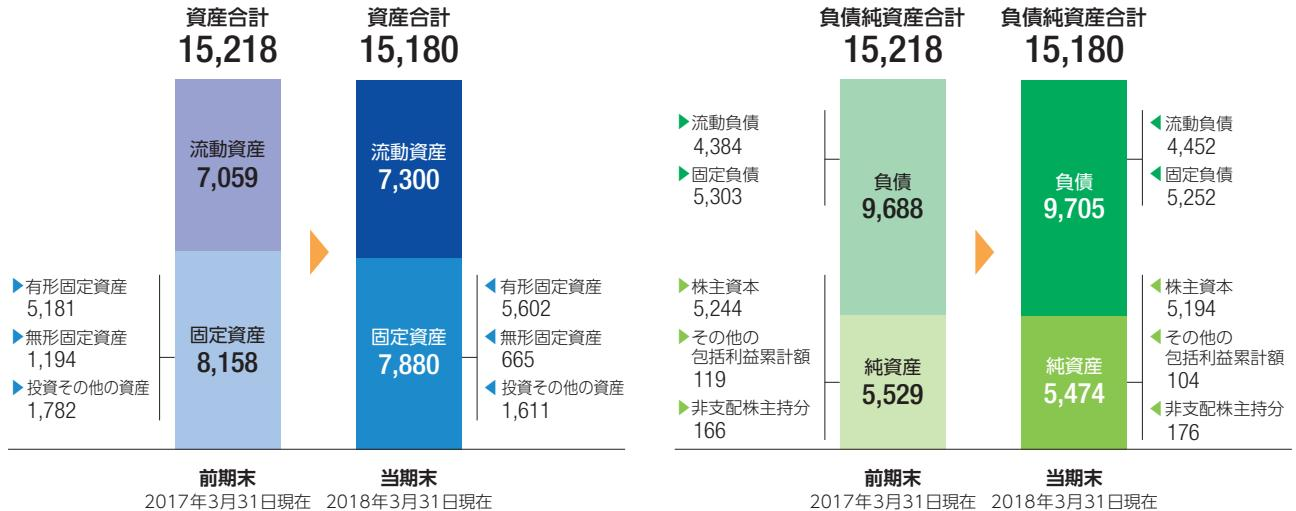 資産合計
15,218
資産合計
15,180
流動資産
7,059
流動資産
7,300
▶有形固定資産
5,181
▶無形固定資産
1,194
▶投資その他の資産
1,782
固定資産
8,158
固定資産
7,880
◀有形固定資産
5,602
◀無形固定資産
665
◀投資その他の資産
1,611
前期末
2017年3月31日現在
当期末
2018年3月31日現在
負債純資産合計
15,218
負債純資産合計
15,180
▶流動負債
4,384
▶固定負債
5,303
負債
9,688
負債
9,705
◀流動負債
4,452
◀固定負債
5,252
▶株主資本
5,244
▶その他の
包括利益累計額
119
▶非支配株主持分
166
純資産
5,529
純資産
5,474
◀株主資本
5,194
◀その他の
包括利益累計額
104
◀非支配株主持分
176
前期末
2017年3月31日現在
当期末
2018年3月31日現在